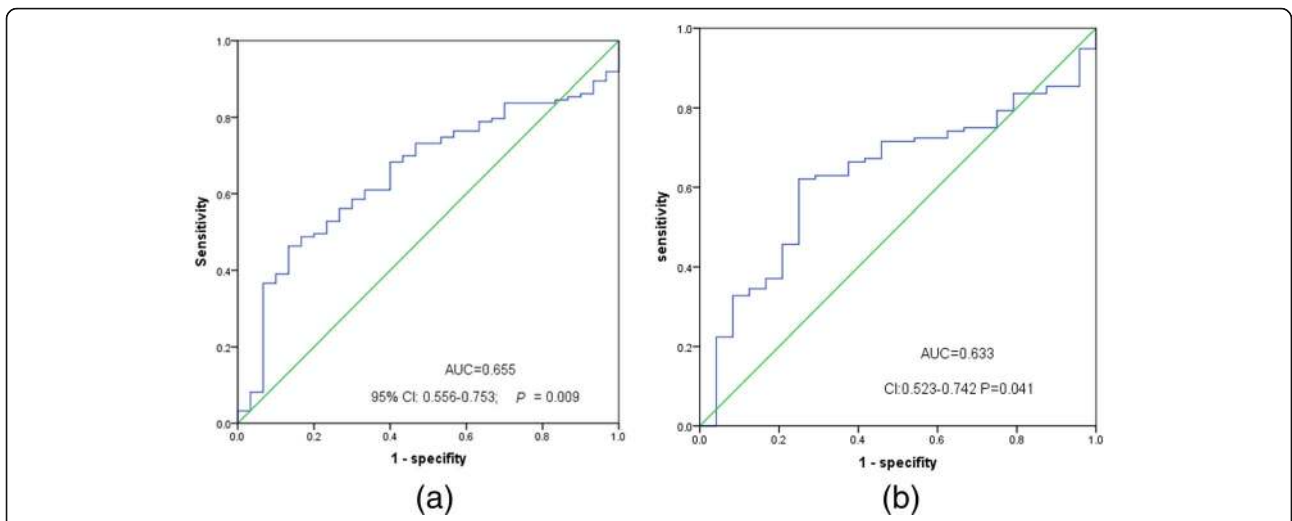 1.0
0.8
0.6
0.4
0.2
0.0
Sensitivity
AUC=0.655
95% CI: 0.556-0.753; P = 0.009
0.0 0.2 0.4 0.6 0.8 1.0
1 - specifity
(a)
1.0
0.8
0.6
0.4
0.2
0.0
sensitivity
AUC=0.633
CI:0.523-0.742 P=0.041
0.0 0.2 0.4 0.6 0.8 1.0
1 - specifity
(b)